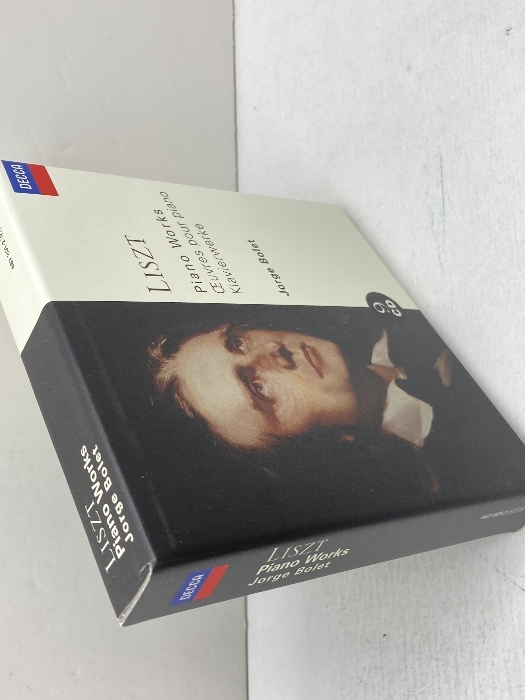 DECCA
LISZT
Piano Works
Œuvres pour piano
Klavierwerke
Jorge Bolet
LISZT
Piano Works
Jorge Bolet
DECCA
LISZT
Piano Works
Jorge Bolet